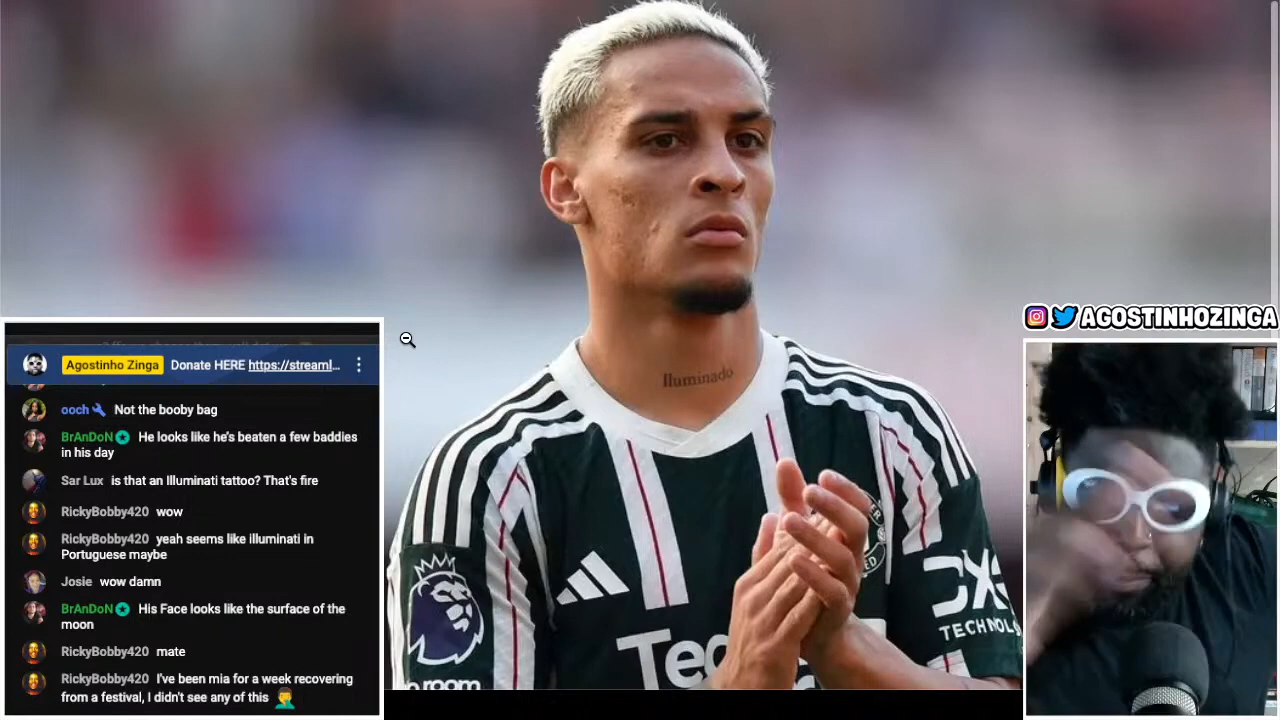 Iluminado
AGOSTINHOZINGA
Agostinho Zinga Donate HERE https://streaml...
ooch Not the booby bag
BrAnDoN He looks like he's beaten a few baddies
in his day
Sar Lux is that an Illuminati tattoo? That's fire
RickyBobby420 wow
RickyBobby420 yeah seems like illuminati in
Portuguese maybe
Josie wow damn
BrAnDoN His Face looks like the surface of the
moon
RickyBobby420 mate
RickyBobby420 I've been mia for a week recovering
from a festival, I didn't see any of this
DXC
TECHNOLO
Tea